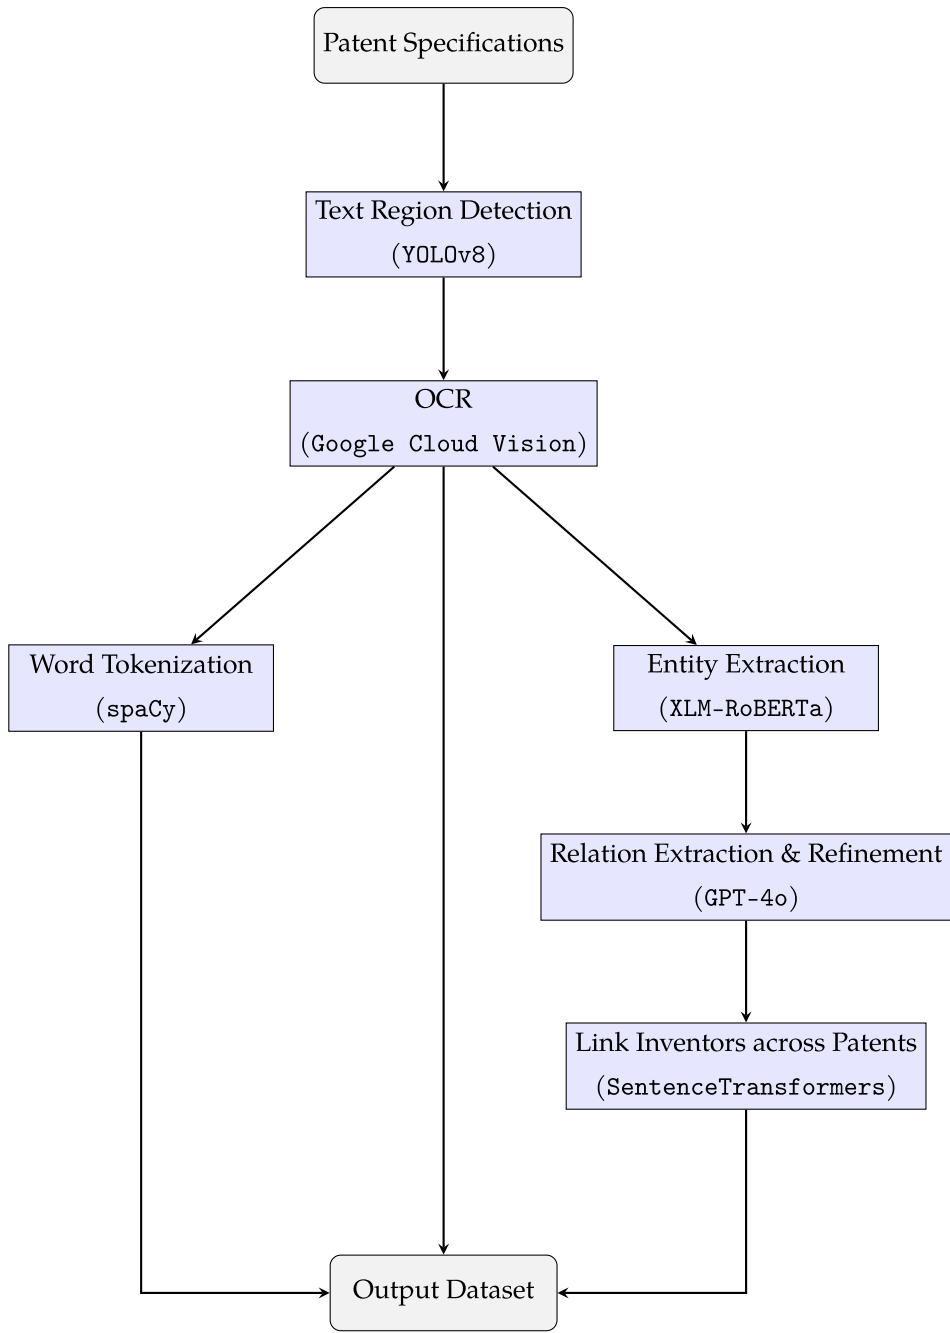 Patent Specifications
Text Region Detection
(YOLOv8)
OCR
(Google Cloud Vision)
Word Tokenization
(spaCy)
Entity Extraction
(XLM-RoBERTa)
Relation Extraction & Refinement
(GPT-4o)
Link Inventors across Patents
(SentenceTransformers)
Output Dataset